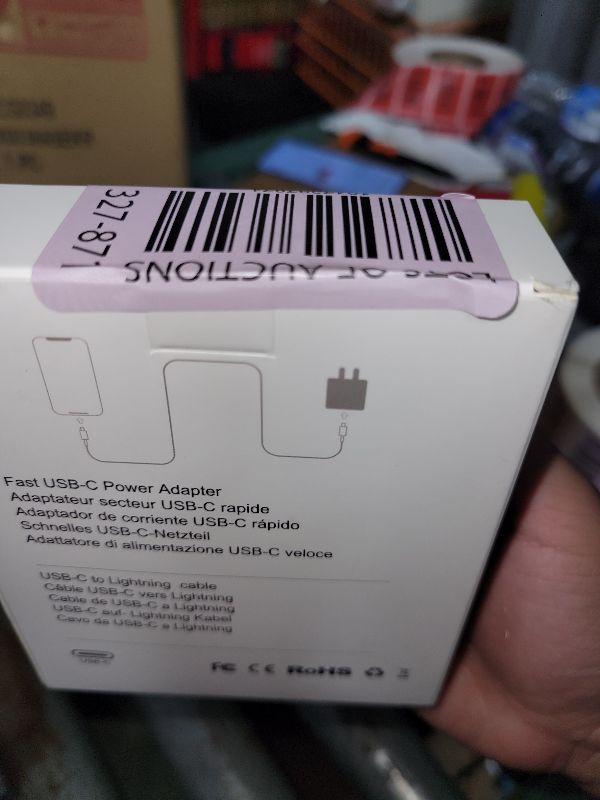 327-871
LOTS OF AUCTIONS
Fast USB-C Power Adapter
Adaptateur secteur USB-C rapide
Adaptador de corriente USB-C rápido
Schnelles USB-C-Netzteil
Adattatore di alimentazione USB-C veloce
USB-C to Lightning cable
Câble USB-C vers Lightning
Cable de USB-C a Lightning
USB-C auf- Lightning Kabel
Cavo da USB-C a Lightning
USB-C
FC CE RoHS